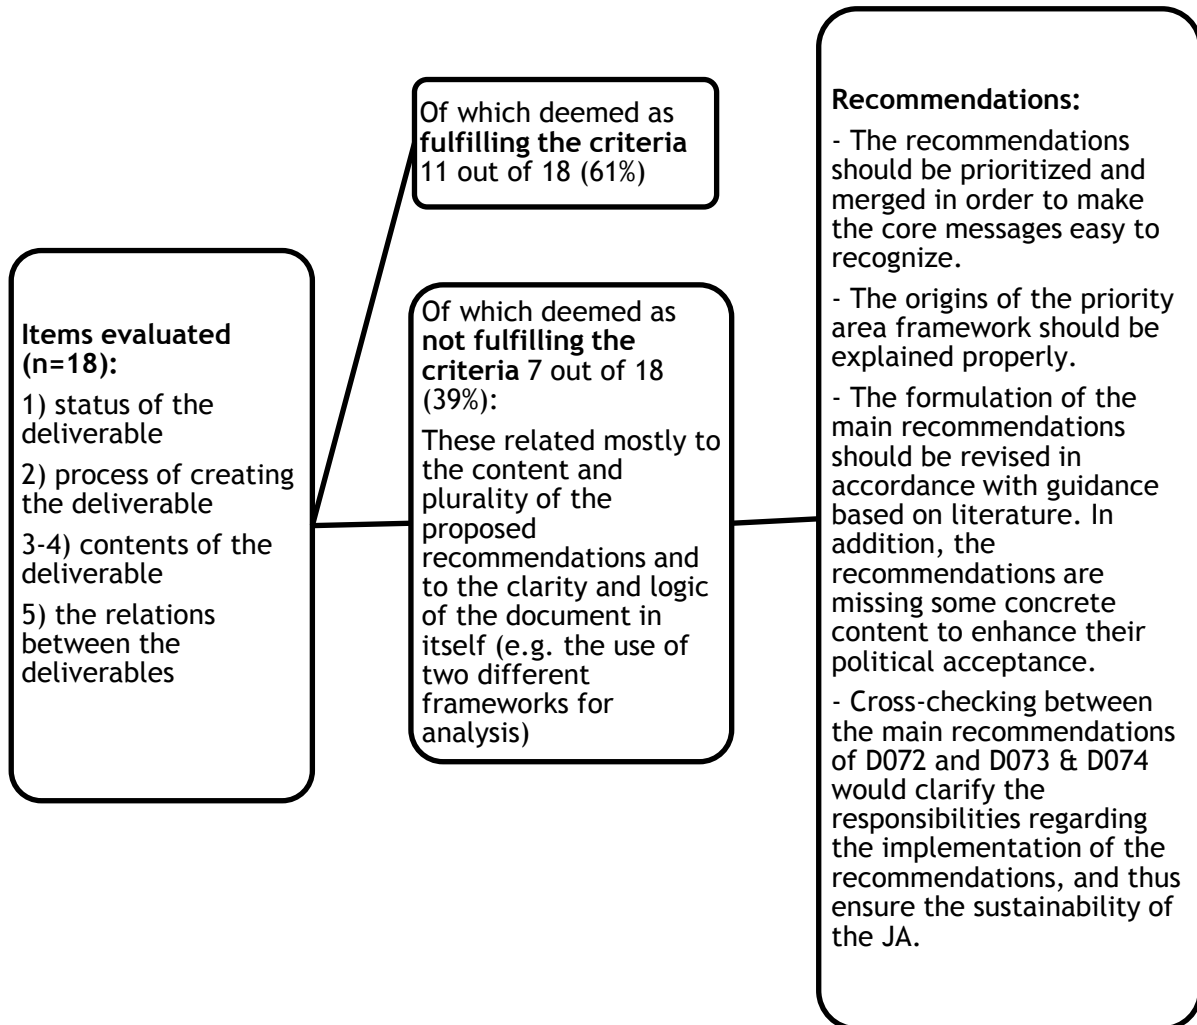 Items evaluated
(n=18):
1) status of the
deliverable
2) process of creating
the deliverable
3-4) contents of the
deliverable
5) the relations
between the
deliverables
Of which deemed as
fulfilling the criteria
11 out of 18 (61%)
Of which deemed as
not fulfilling the
criteria 7 out of 18
(39%):
These related mostly to
the content and
plurality of the
proposed
recommendations and
to the clarity and logic
of the document in
itself (e.g. the use of
two different
frameworks for
analysis)
Recommendations:
- The recommendations
should be prioritized and
merged in order to make
the core messages easy to
recognize.
- The origins of the priority
area framework should be
explained properly.
- The formulation of the
main recommendations
should be revised in
accordance with guidance
based on literature. In
addition, the
recommendations are
missing some concrete
content to enhance their
political acceptance.
- Cross-checking between
the main recommendations
of D072 and D073 & D074
would clarify the
responsibilities regarding
the implementation of the
recommendations, and thus
ensure the sustainability of
the JA.